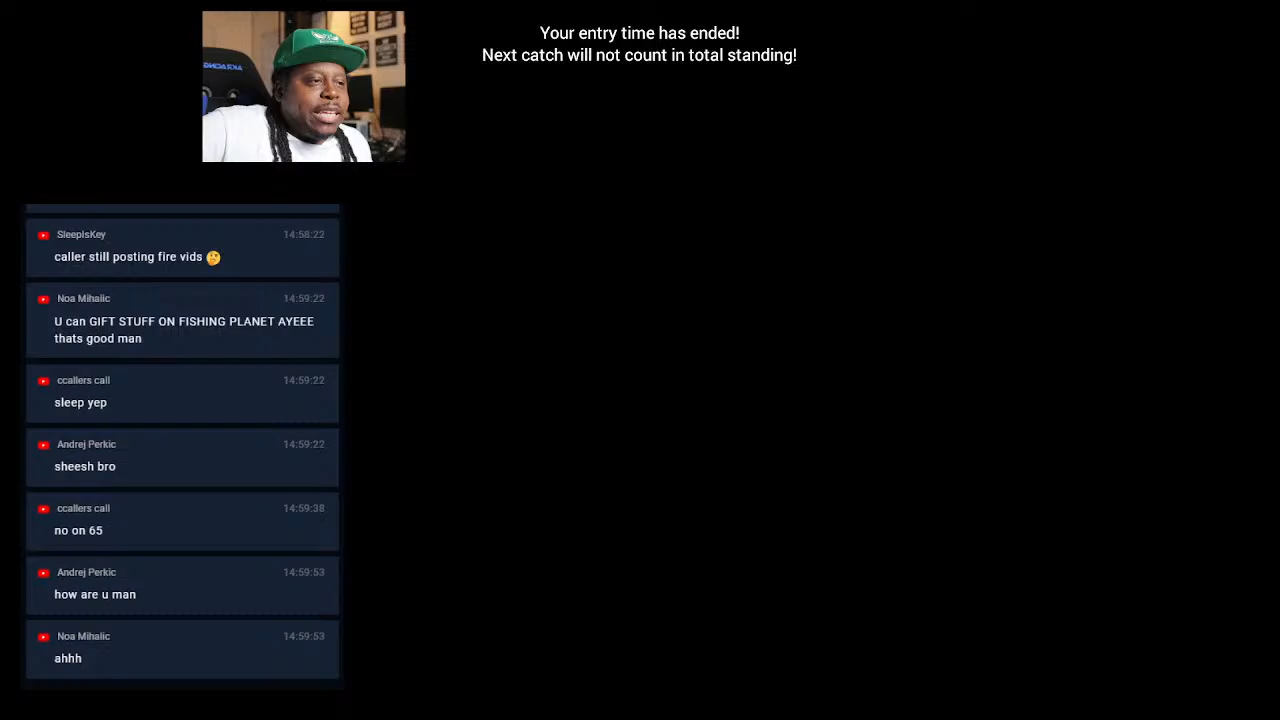 Your entry time has ended!
Next catch will not count in total standing!
SleepIsKey 14:58:22
caller still posting fire vids 🤔
Noa Mihalic 14:59:22
U can GIFT STUFF ON FISHING PLANET AYEEE
thats good man
ccallers call 14:59:22
sleep yep
Andrej Perkic 14:59:22
sheesh bro
ccallers call 14:59:38
no on 65
Andrej Perkic 14:59:53
how are u man
Noa Mihalic 14:59:53
ahhh